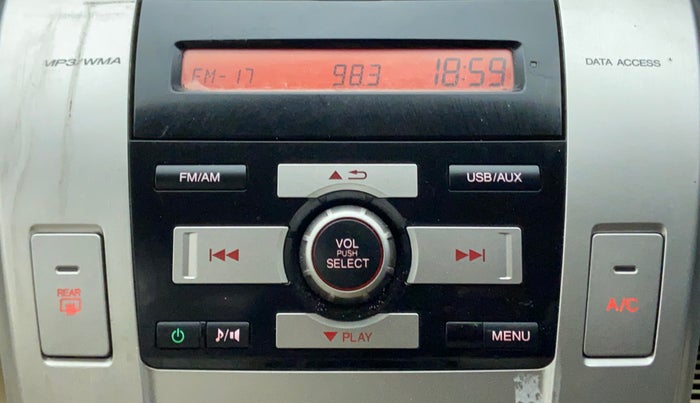 MP3/WMA
DATA ACCESS
FM-17 98.3 18:59
FM/AM
USB/AUX
VOL
PUSH
SELECT
REAR
A/C
PLAY
MENU